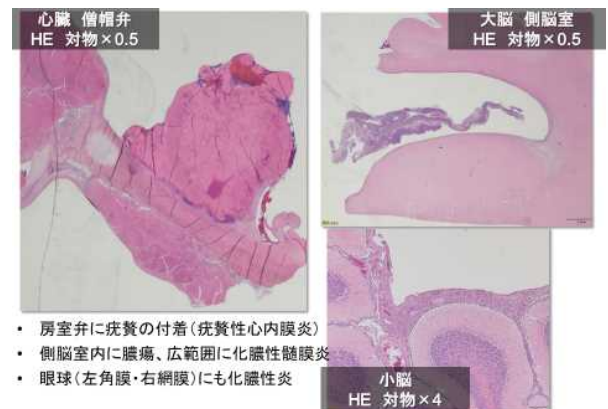 心臓 僧帽弁
HE 対物×0.5
大脳 側脳室
HE 対物×0.5
• 房室弁に疣贅の付着(疣贅性心内膜炎)
• 側脳室内に膿瘍、広範囲に化膿性髄膜炎
• 眼球(左角膜・右網膜)にも化膿性炎
小脳
HE 対物×4